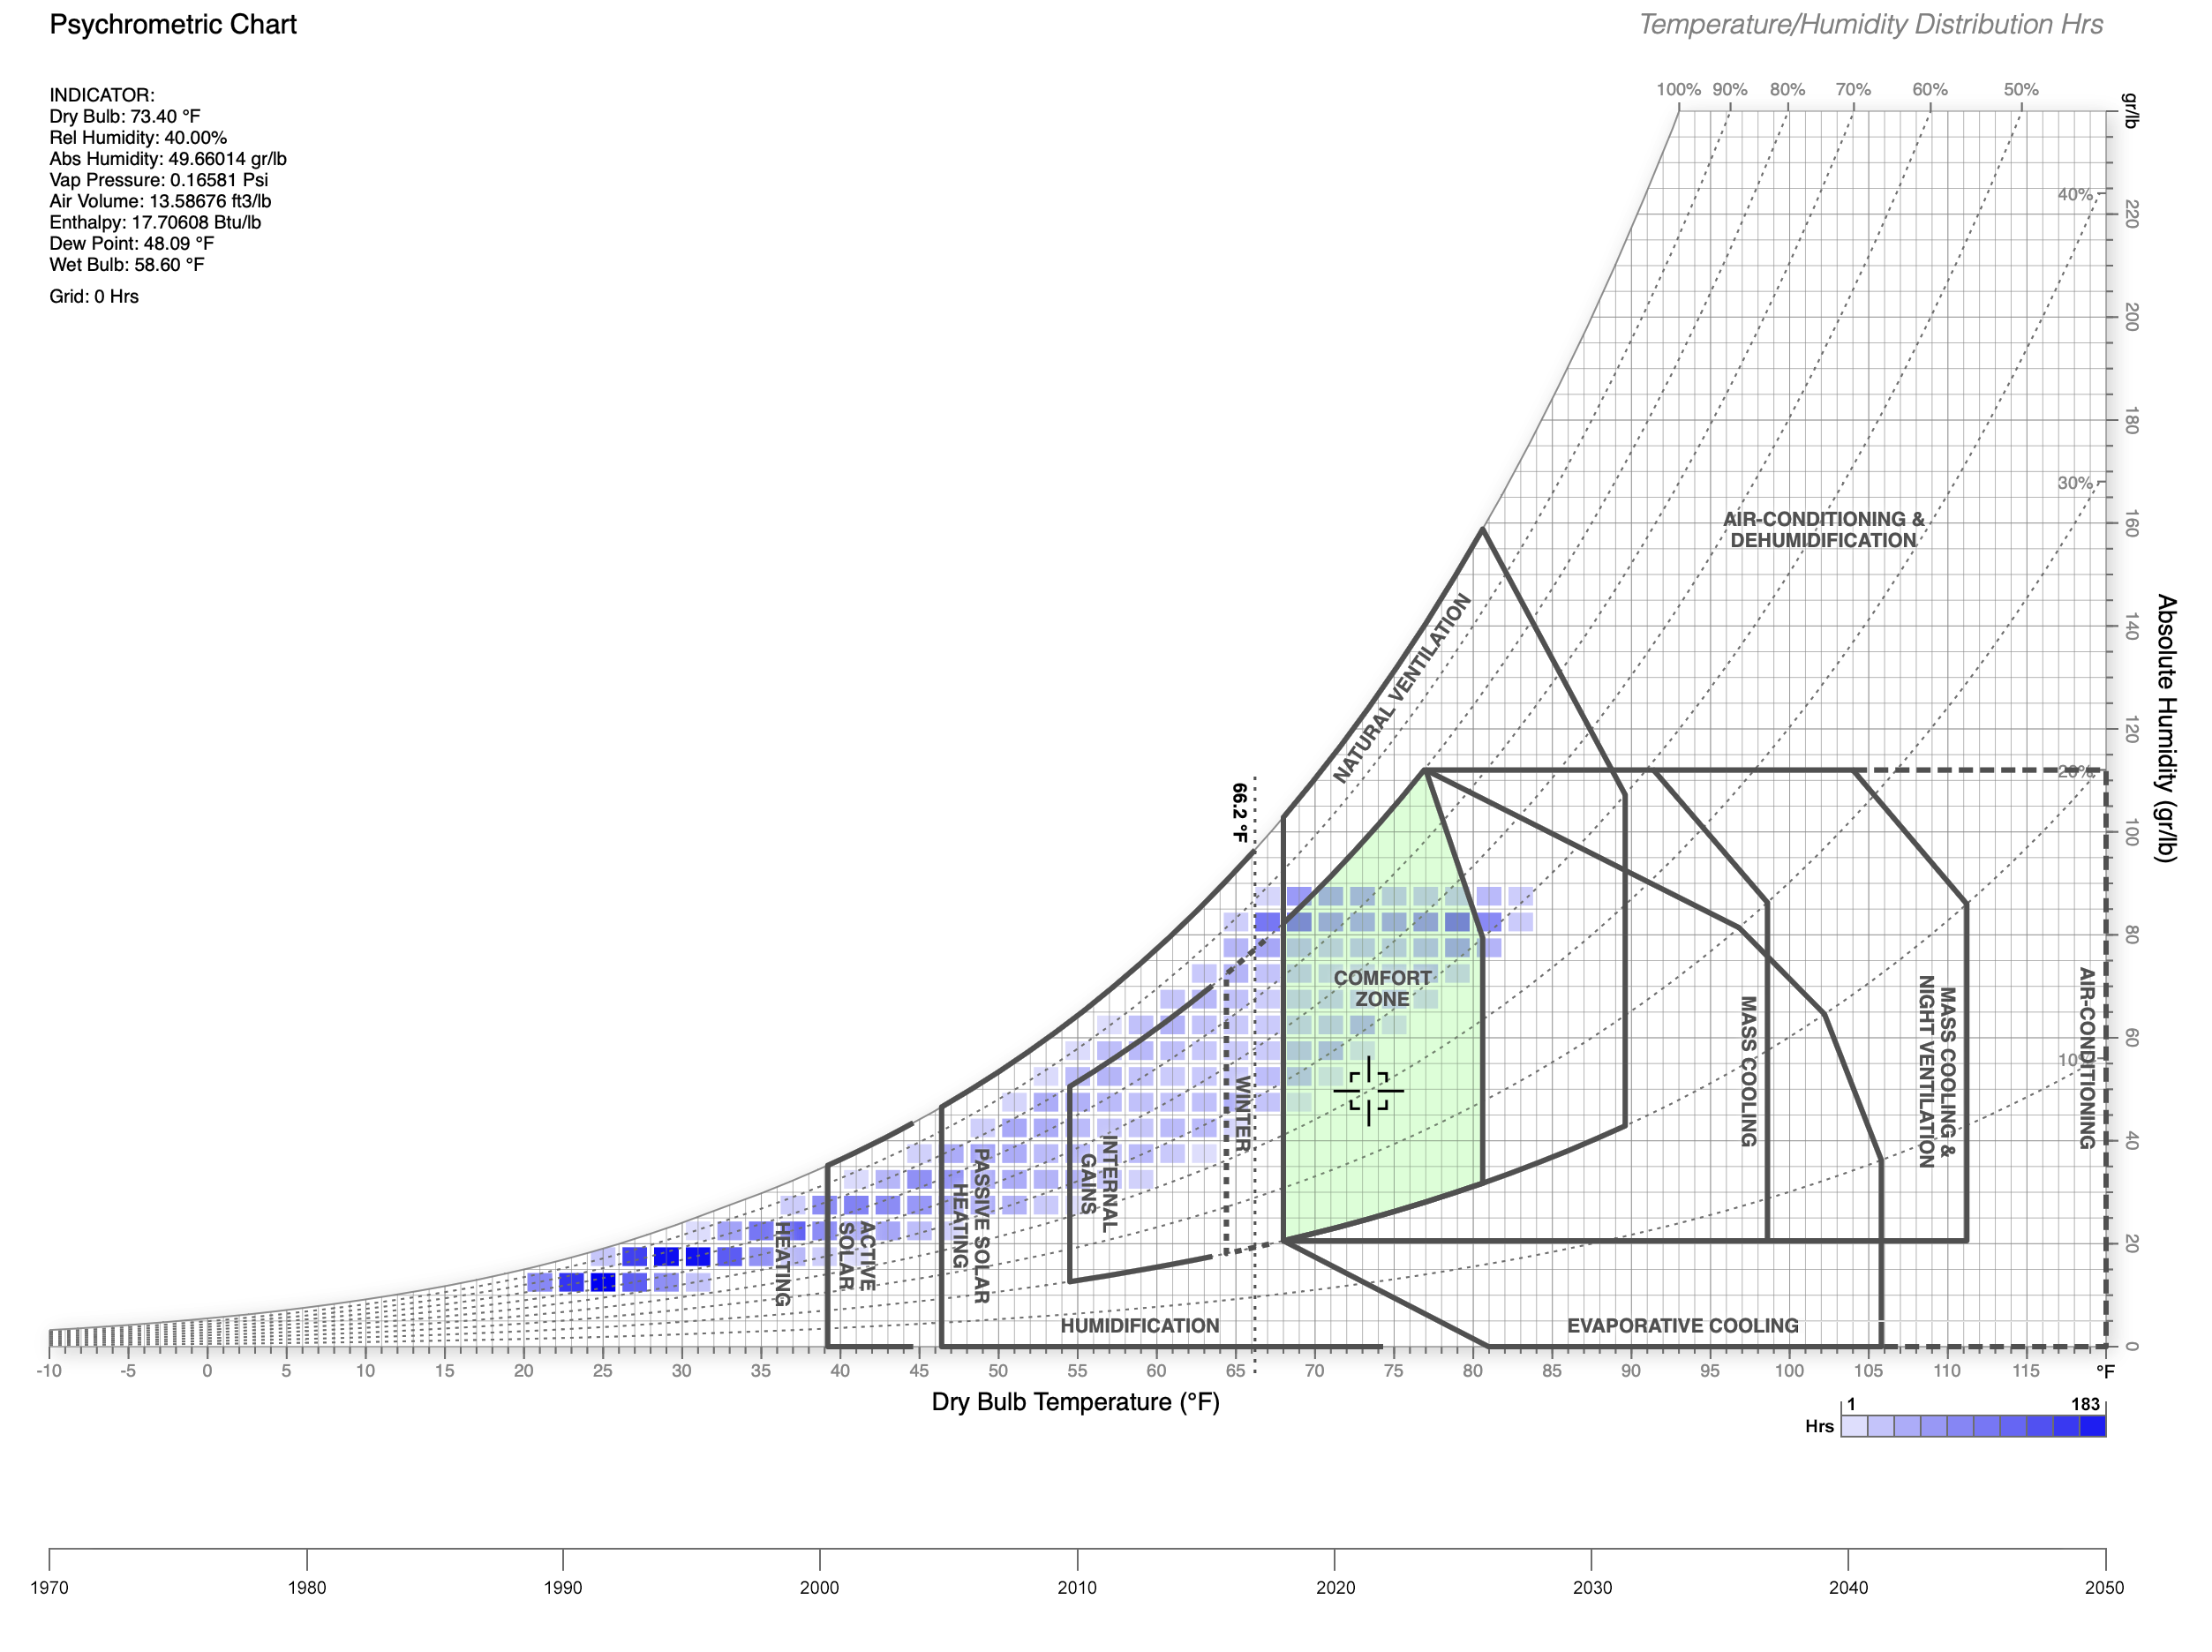 Psychrometric Chart
Temperature/Humidity Distribution Hrs
INDICATOR:
Dry Bulb: 73.40 °F
Rel Humidity: 40.00%
Abs Humidity: 49.66014 gr/lb
Vap Pressure: 0.16581 Psi
Air Volume: 13.58676 ft3/lb
Enthalpy: 17.70608 Btu/lb
Dew Point: 48.09 °F
Wet Bulb: 58.60 °F
Grid: 0 Hrs
100% 90% 80% 70% 60% 50%
40%
30%
20%
10%
gr/lb
220
200
180
160
140
120
100
80
60
40
20
0
Absolute Humidity (gr/lb)
AIR-CONDITIONING &
DEHUMIDIFICATION
NATURAL VENTILATION
66.2 °F
COMFORT
ZONE
WINTER
INTERNAL
GAINS
PASSIVE SOLAR
HEATING
ACTIVE
SOLAR
HEATING
MASS COOLING
MASS COOLING &
NIGHT VENTILATION
AIR-CONDITIONING
HUMIDIFICATION
EVAPORATIVE COOLING
-10 -5 0 5 10 15 20 25 30 35 40 45 50 55 60 65 70 75 80 85 90 95 100 105 110 115 °F
Dry Bulb Temperature (°F)
1 183
Hrs
1970 1980 1990 2000 2010 2020 2030 2040 2050